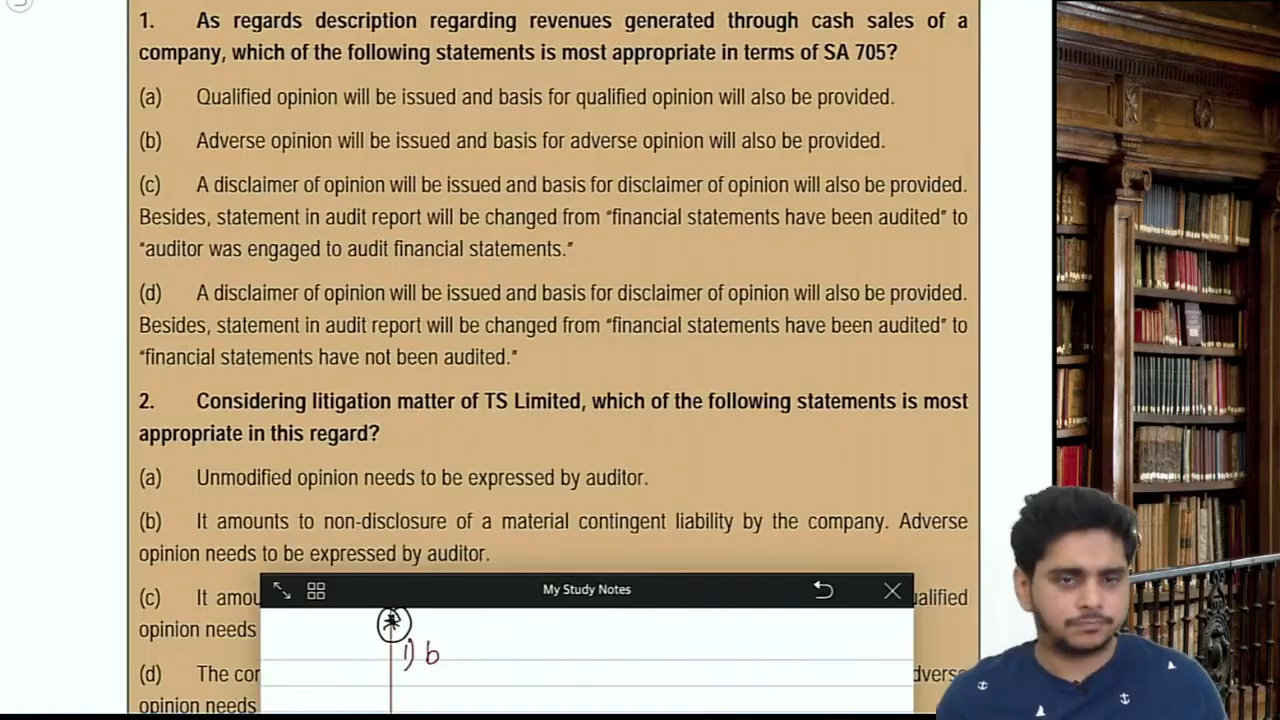 1. As regards description regarding revenues generated through cash sales of a
company, which of the following statements is most appropriate in terms of SA 705?
(a) Qualified opinion will be issued and basis for qualified opinion will also be provided.
(b) Adverse opinion will be issued and basis for adverse opinion will also be provided.
(c) A disclaimer of opinion will be issued and basis for disclaimer of opinion will also be provided.
Besides, statement in audit report will be changed from “financial statements have been audited” to
“auditor was engaged to audit financial statements.”
(d) A disclaimer of opinion will be issued and basis for disclaimer of opinion will also be provided.
Besides, statement in audit report will be changed from “financial statements have been audited” to
“financial statements have not been audited.”
2. Considering litigation matter of TS Limited, which of the following statements is most
appropriate in this regard?
(a) Unmodified opinion needs to be expressed by auditor.
(b) It amounts to non-disclosure of a material contingent liability by the company. Adverse
opinion needs to be expressed by auditor.
(c) It
opinion needs
(d) The
opinion needs
My Study Notes
1) b